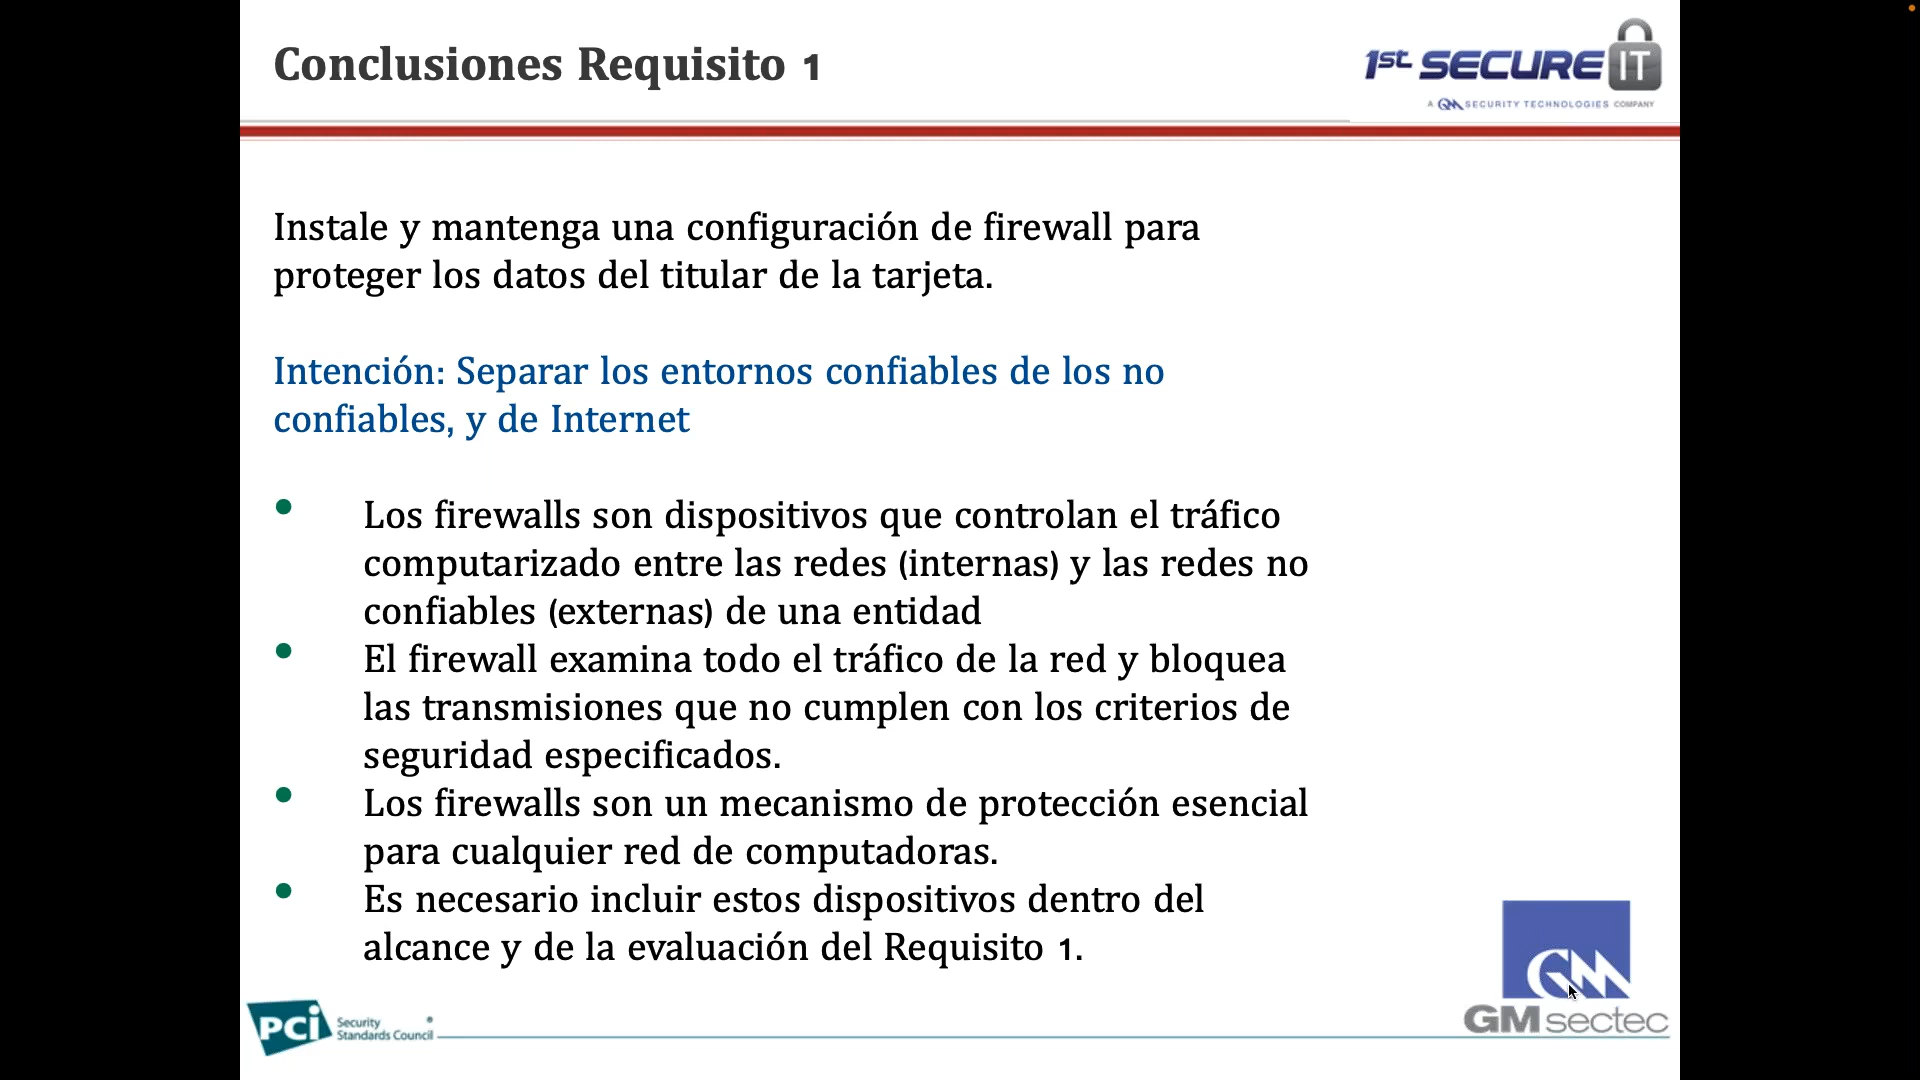 Conclusiones Requisito 1
1st SECURE IT
A GM SECURITY TECHNOLOGIES COMPANY
Instale y mantenga una configuración de firewall para
proteger los datos del titular de la tarjeta.
Intención: Separar los entornos confiables de los no
confiables, y de Internet
• Los firewalls son dispositivos que controlan el tráfico
computarizado entre las redes (internas) y las redes no
confiables (externas) de una entidad
• El firewall examina todo el tráfico de la red y bloquea
las transmisiones que no cumplen con los criterios de
seguridad especificados.
• Los firewalls son un mecanismo de protección esencial
para cualquier red de computadoras.
• Es necesario incluir estos dispositivos dentro del
alcance y de la evaluación del Requisito 1.
PCi Security
Standards Council
GM
GM sectec